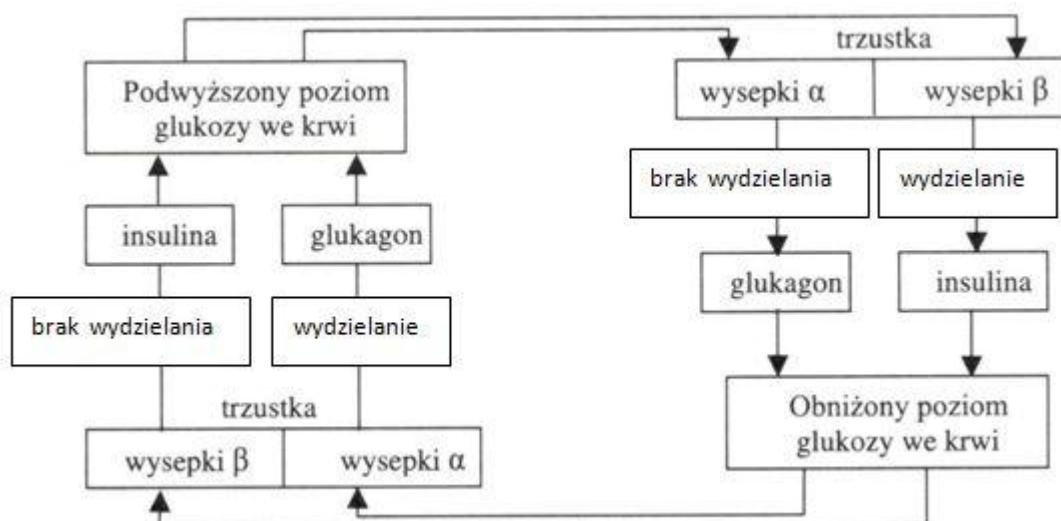 trzustka
Podwyższony poziom
glukozy we krwi
wysepki α
wysepki β
brak wydzielania
wydzielanie
insulina
glukagon
glukagon
insulina
brak wydzielania
wydzielanie
trzustka
Obniżony poziom
glukozy we krwi
wysepki β
wysepki α